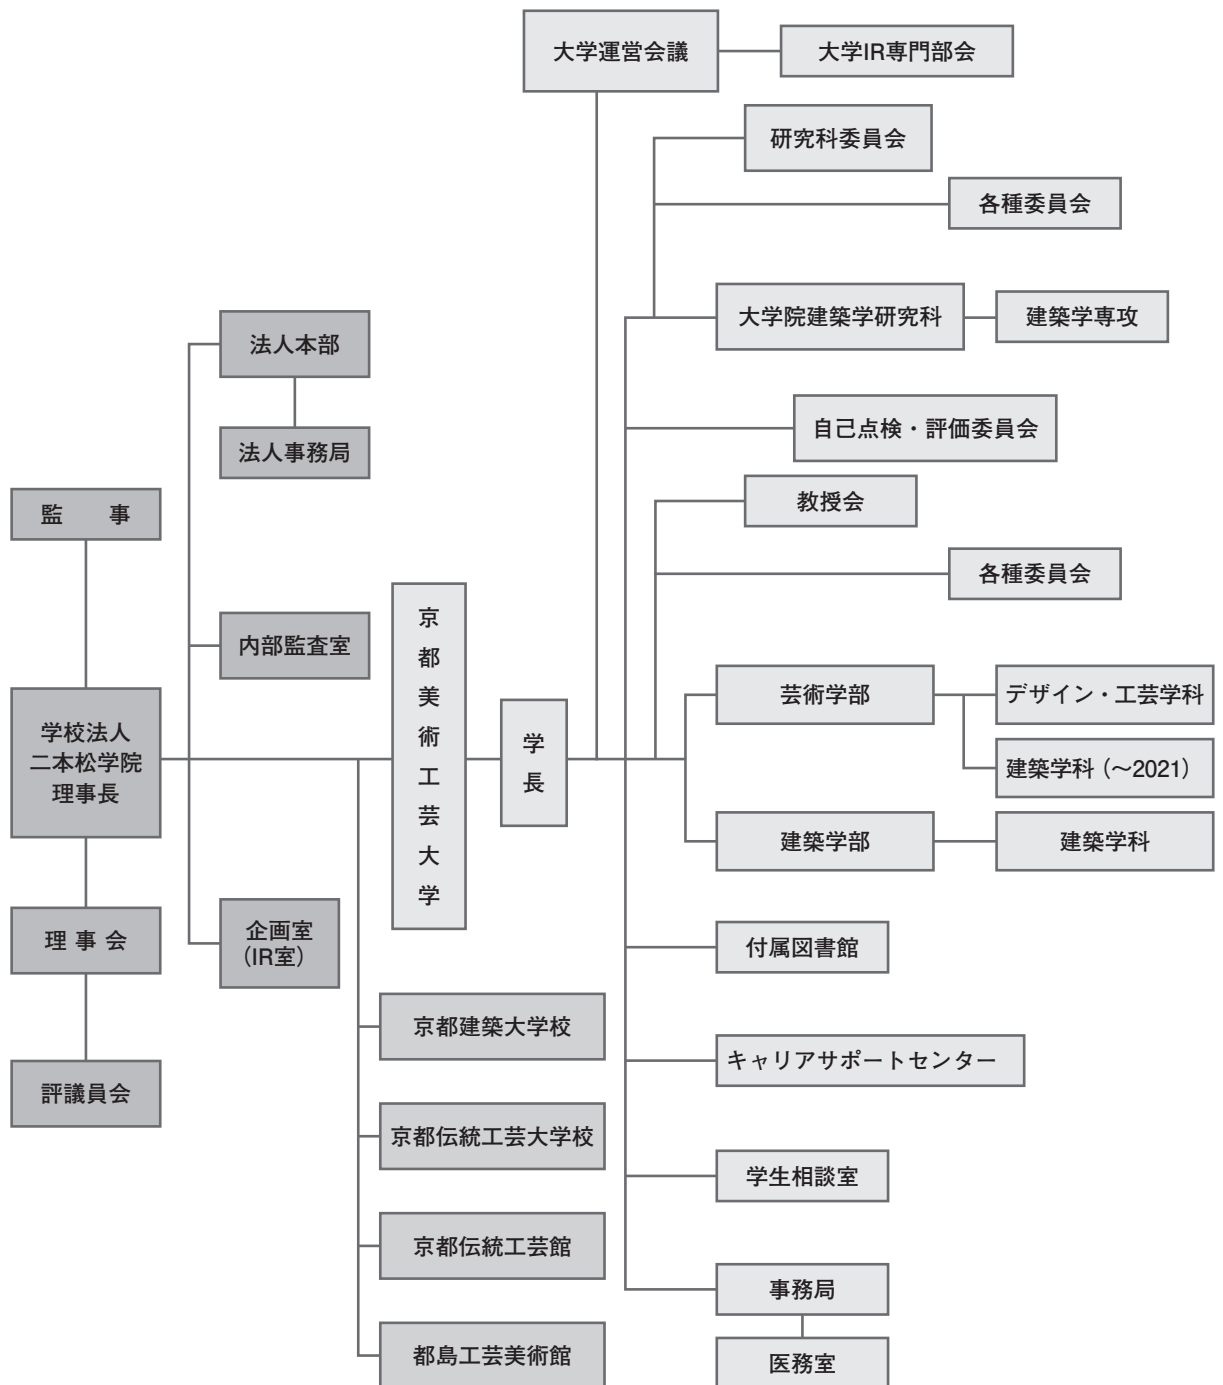 大学運営会議
大学IR専門部会
研究科委員会
各種委員会
大学院建築学研究科
建築学専攻
法人本部
自己点検・評価委員会
法人事務局
監　事
教授会
各種委員会
京都美術工芸大学
内部監査室
芸術学部
デザイン・工芸学科
学校法人
二本松学院
理事長
学長
建築学科（～2021）
建築学部
建築学科
理事会
企画室
（IR室）
付属図書館
京都建築大学校
キャリアサポートセンター
評議員会
京都伝統工芸大学校
学生相談室
京都伝統工芸館
事務局
都島工芸美術館
医務室